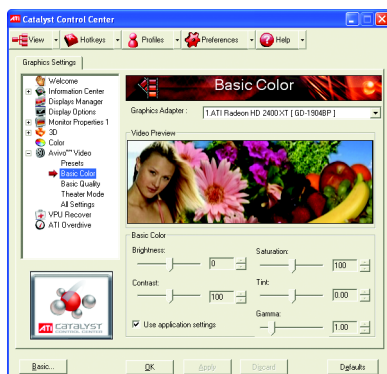 ATI Catalyst Control Center
View Hotkeys Profiles Preferences Help
Graphics Settings
Welcome
Information Center
Displays Manager
Display Options
Monitor Properties 1
3D
Color
Avivo™ Video
Presets
Basic Color
Basic Quality
Theater Mode
All Settings
VPU Recover
ATI Overdrive
ATI CATALYST
CONTROL CENTER
Basic Color
Graphics Adapter :
1.ATI Radeon HD 2400 XT [ GD-1904BP ]
Video Preview
Basic Color
Brightness:
0
Contrast:
100
Use application settings
Saturation:
100
Tint:
0.00
Gamma:
1.00
Basic... OK Apply Discard Defaults